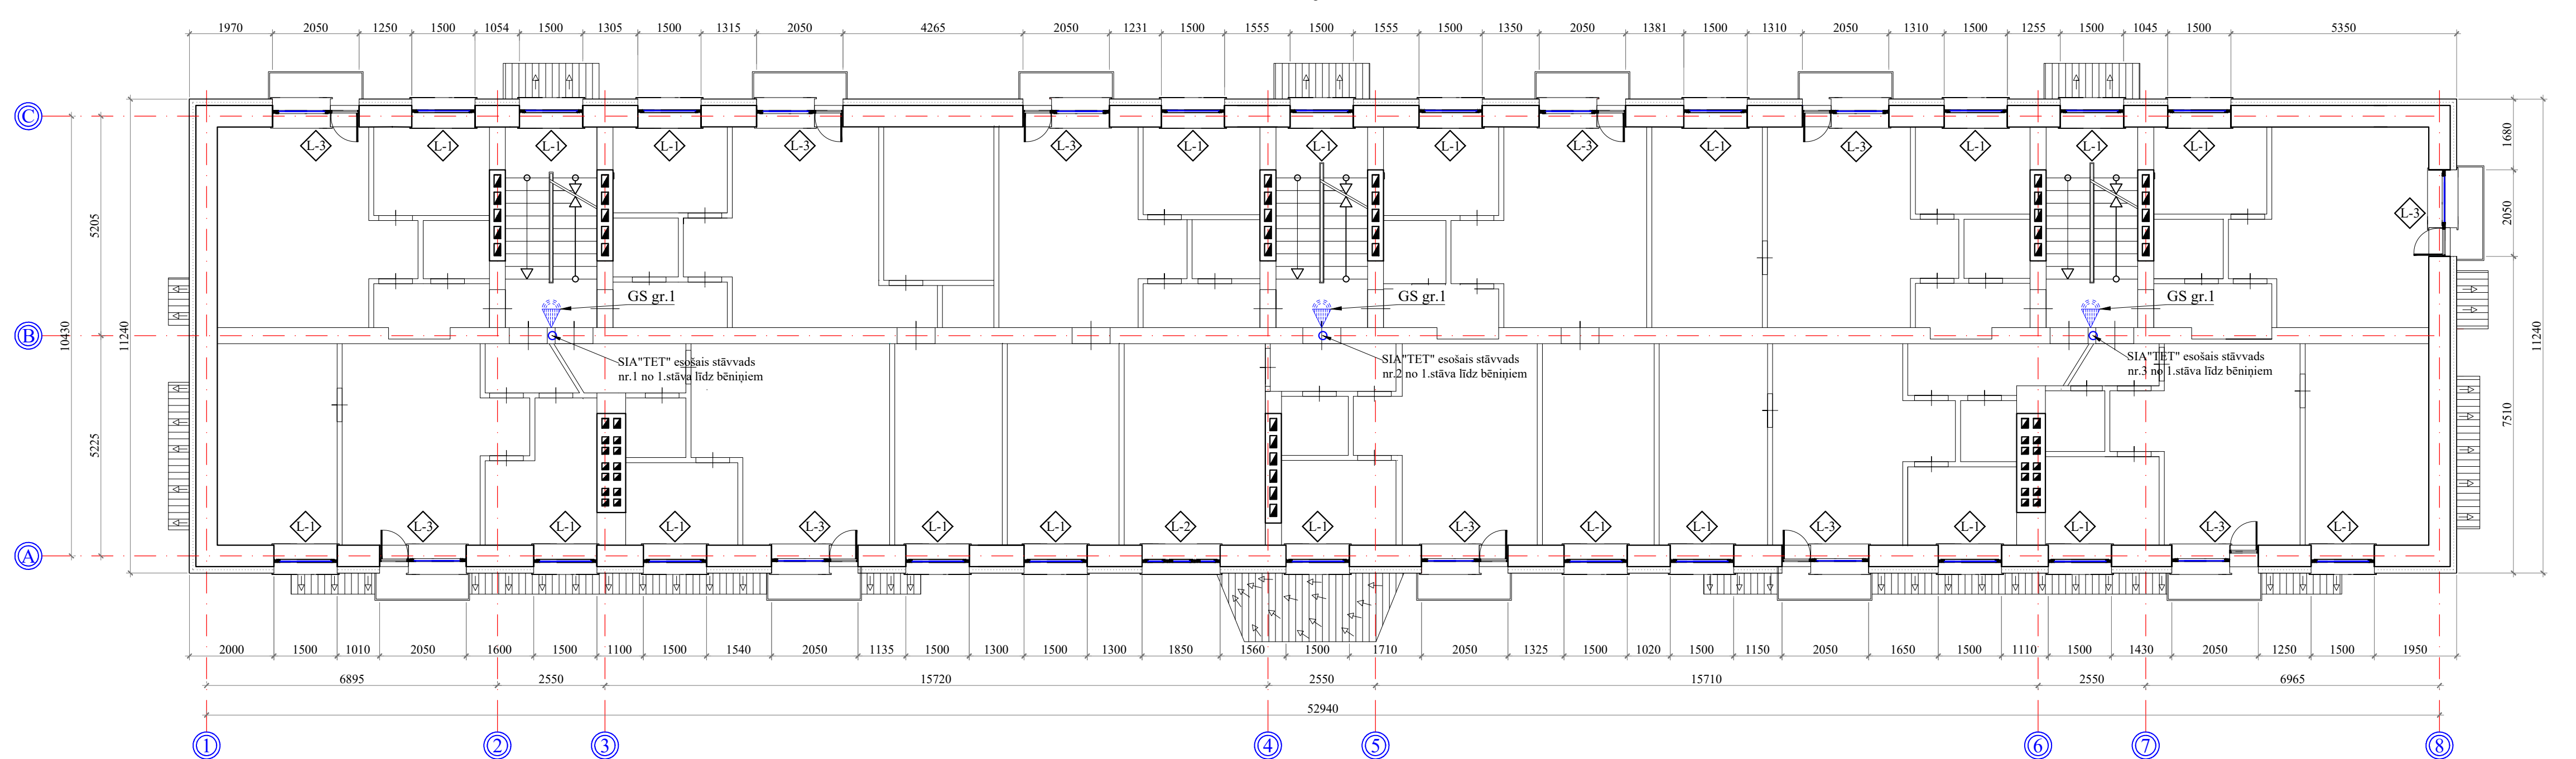 1970 2050 1250 1500 1054 1500 1305 1500 1315 2050 4265 2050 1231 1500 1555 1500 1555 1500 1350 2050 1381 1500 1310 2050 1310 1500 1255 1500 1045 1500 5350
C
L-3 L-1 L-1 L-1 L-3 L-3 L-1 L-1 L-1 L-3 L-1 L-3 L-1 L-1 L-1
1680
5205
2050
L-3
GS gr.1 GS gr.1 GS gr.1
B
10430
11240
11240
SIA"TET" esošais stāvvads
nr.1 no 1.stāva līdz bēniņiem
SIA"TET" esošais stāvvads
nr.2 no 1.stāva līdz bēniņiem
SIA"TET" esošais stāvvads
nr.3 no 1.stāva līdz bēniņiem
5225
7510
L-1 L-3 L-1 L-1 L-3 L-1 L-1 L-2 L-1 L-3 L-1 L-1 L-3 L-1 L-1 L-3 L-1
A
2000 1500 1010 2050 1600 1500 1100 1500 1540 2050 1135 1500 1300 1500 1300 1850 1560 1500 1710 2050 1325 1500 1020 1500 1150 2050 1650 1500 1110 1500 1430 2050 1250 1500 1950
6895 2550 15720 2550 15710 2550 6965
52940
1 2 3 4 5 6 7 8